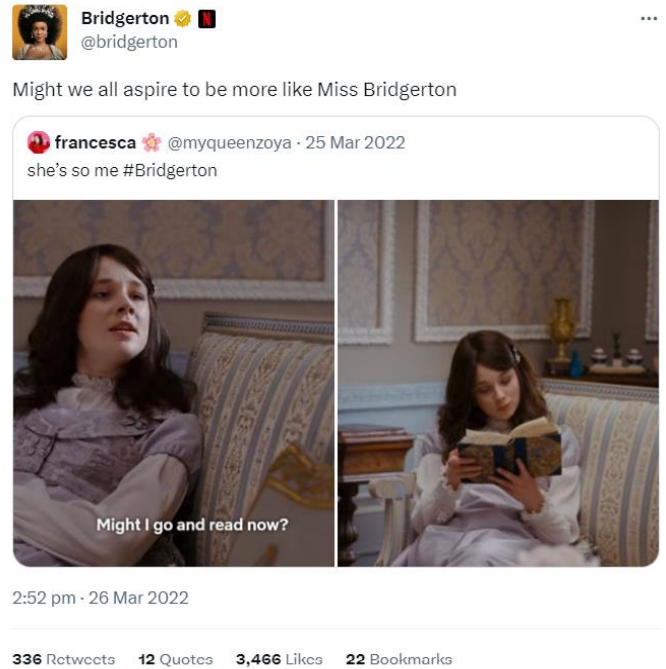 Bridgerton
@bridgerton
Might we all aspire to be more like Miss Bridgerton
francesca 🌸 @myqueenzoya · 25 Mar 2022
she’s so me #Bridgerton
Might I go and read now?
2:52 pm · 26 Mar 2022
336 Retweets 12 Quotes 3,466 Likes 22 Bookmarks